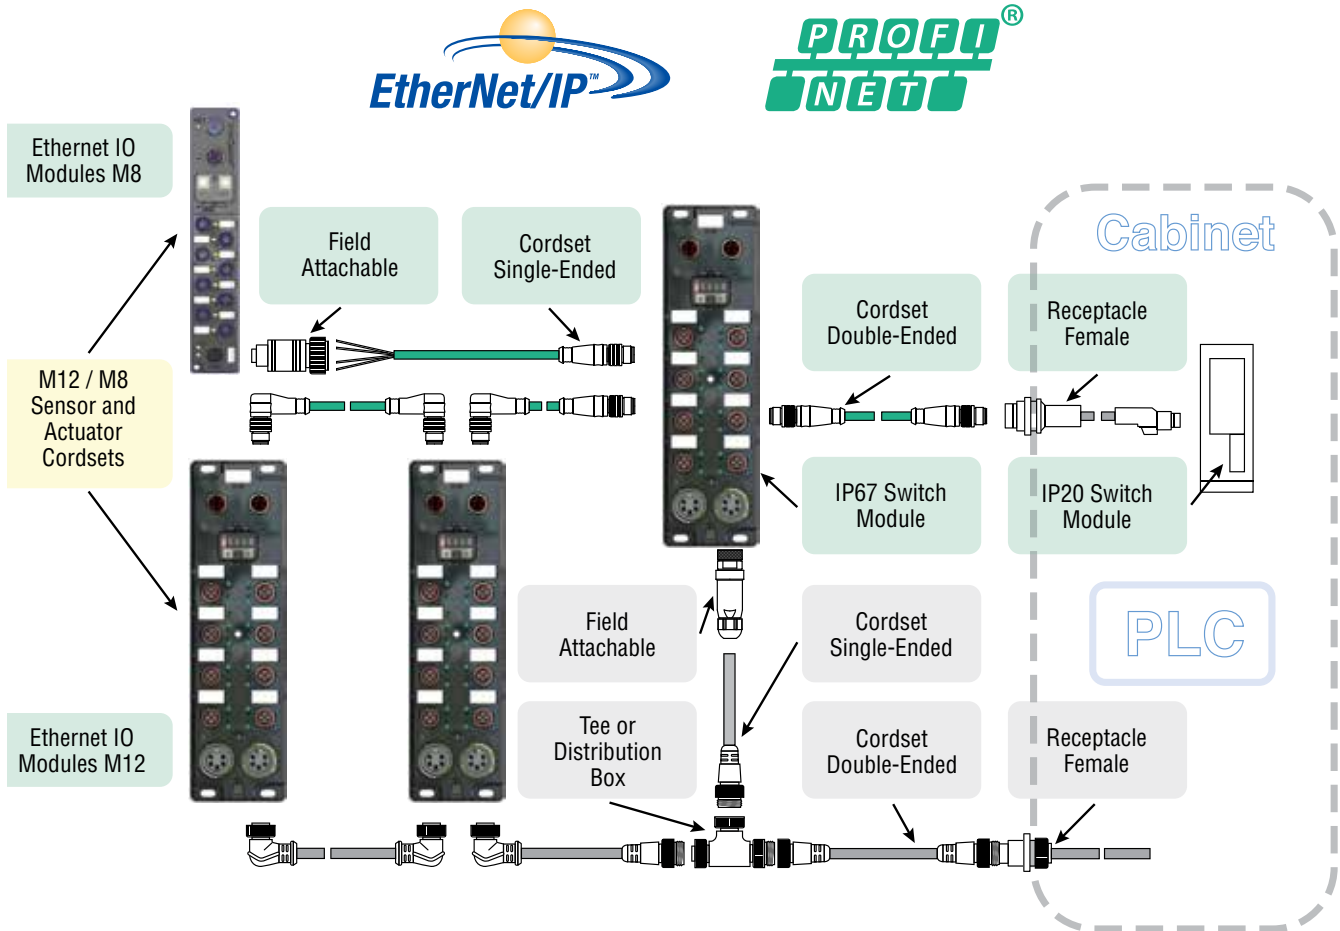 EtherNet/IP™
PROFI®
NET
Ethernet IO
Modules M8
Field
Attachable
Cordset
Single-Ended
Cabinet
Cordset
Double-Ended
Receptacle
Female
M12 / M8
Sensor and
Actuator
Cordsets
IP67 Switch
Module
IP20 Switch
Module
Field
Attachable
Cordset
Single-Ended
PLC
Ethernet IO
Modules M12
Tee or
Distribution
Box
Cordset
Double-Ended
Receptacle
Female